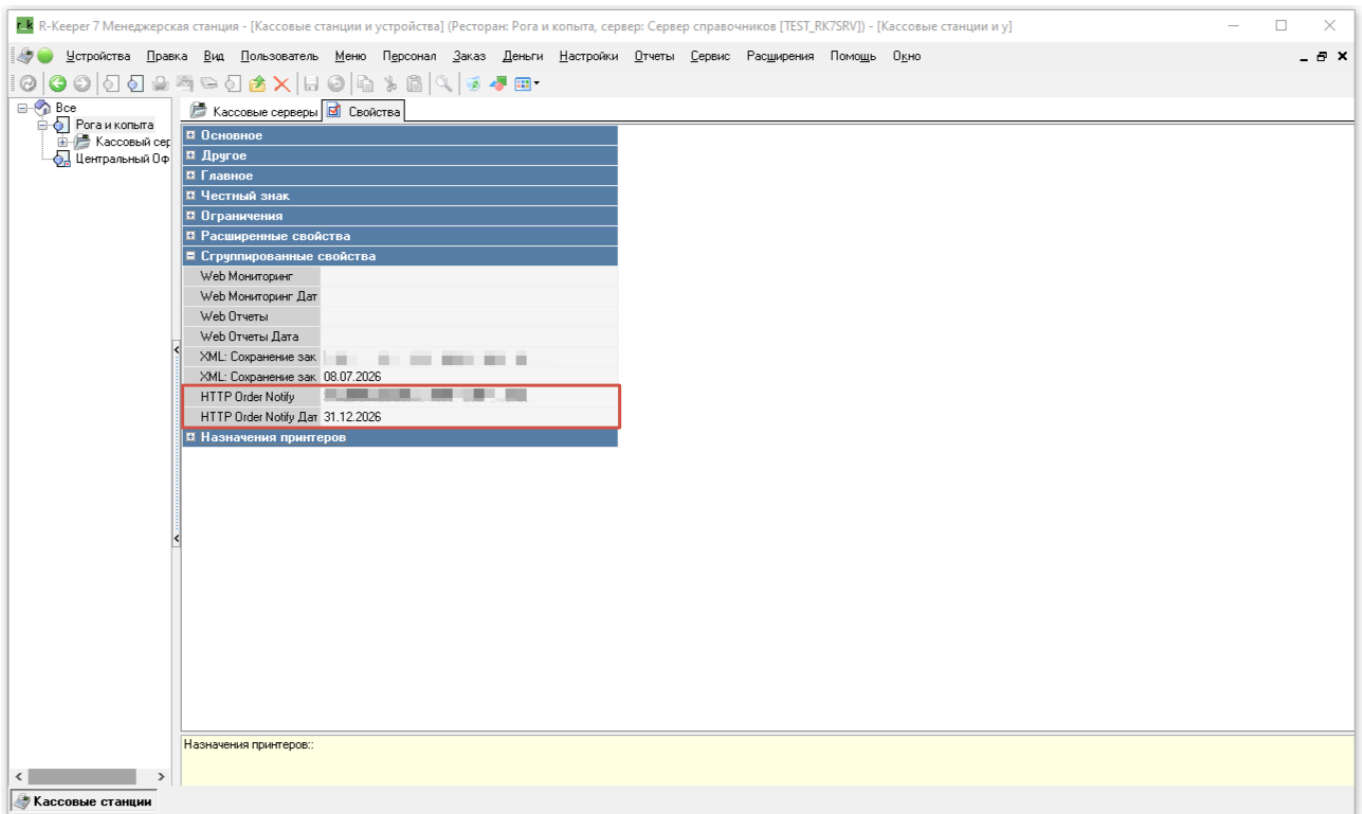 R-Keeper 7 Менеджерская станция - [Кассовые станции и устройства] (Ресторан: Рога и копыта, сервер: Сервер справочников [TEST_RK7SRV]) - [Кассовые станции и у]
Устройства Правка Вид Пользователь Меню Персонал Заказ Деньги Настройки Отчеты Сервис Расширения Помощь Окно
Все
Рога и копыта
Кассовый сер
Центральный Оф
Кассовые серверы Свойства
Основное
Другое
Главное
Честный знак
Ограничения
Расширенные свойства
Сгруппированные свойства
Web Мониторинг
Web Мониторинг Дат
Web Отчеты
Web Отчеты Дата
XML: Сохранение зак
XML: Сохранение зак 08.07.2026
HTTP Order Notify
HTTP Order Notify Дат 31.12.2026
Назначения принтеров
Назначения принтеров::
Кассовые станции